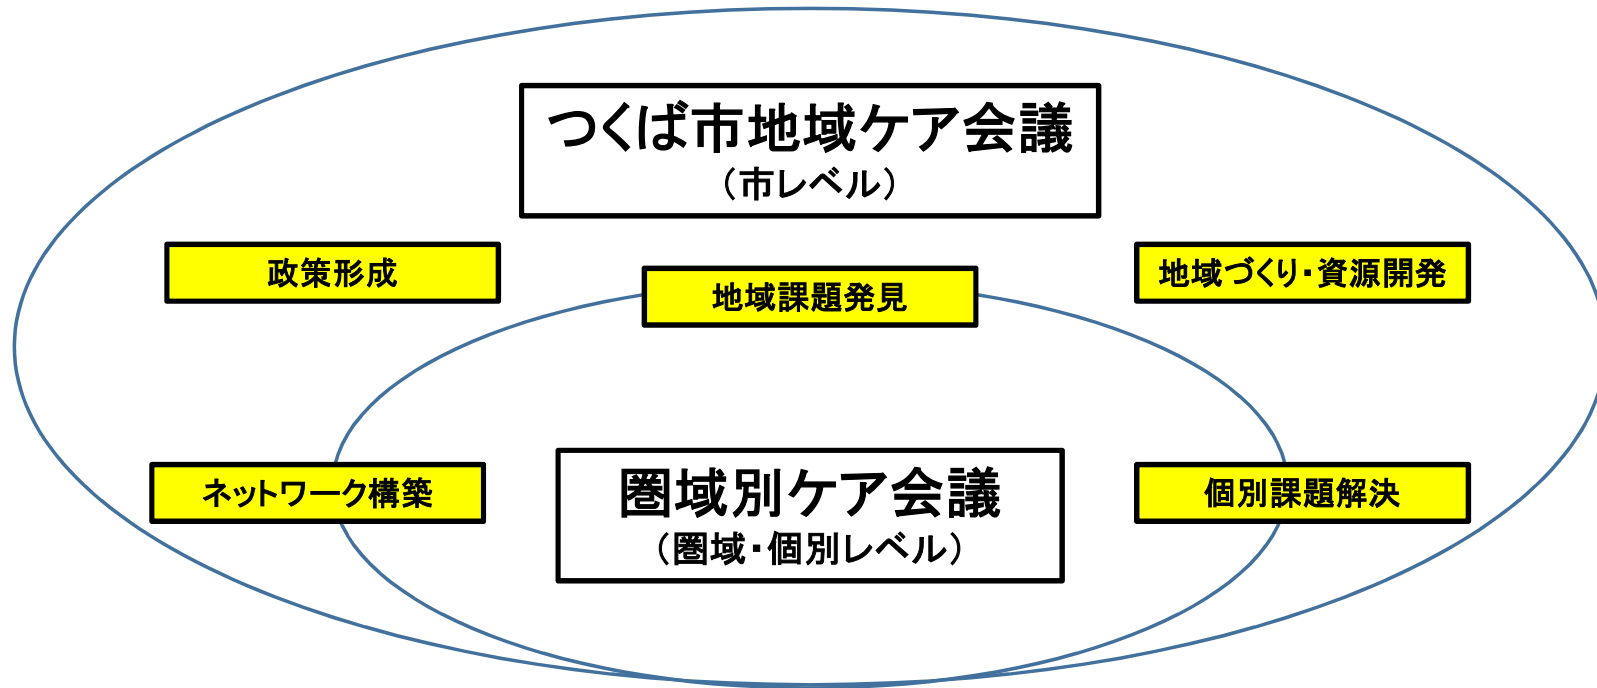 つくば市地域ケア会議
（市レベル）
政策形成
地域課題発見
地域づくり・資源開発
ネットワーク構築
圏域別ケア会議
（圏域・個別レベル）
個別課題解決